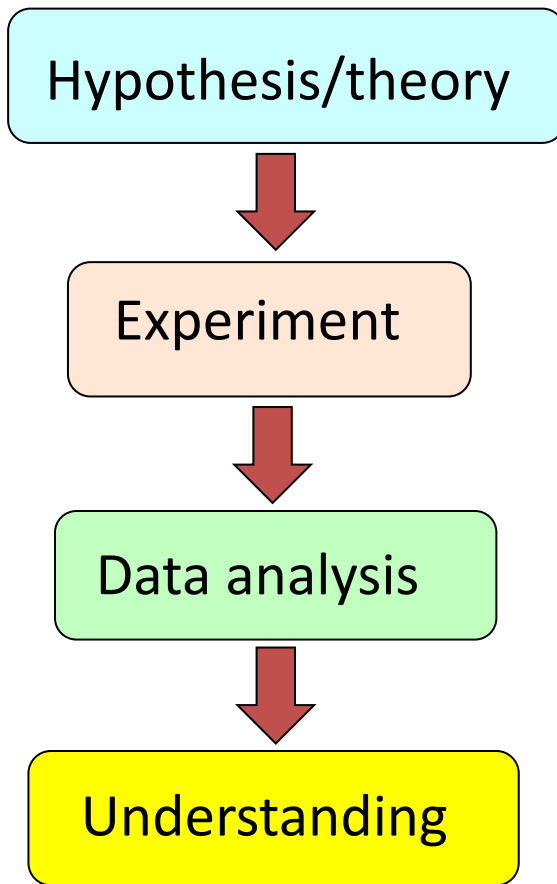 Hypothesis/theory
Experiment
Data analysis
Understanding